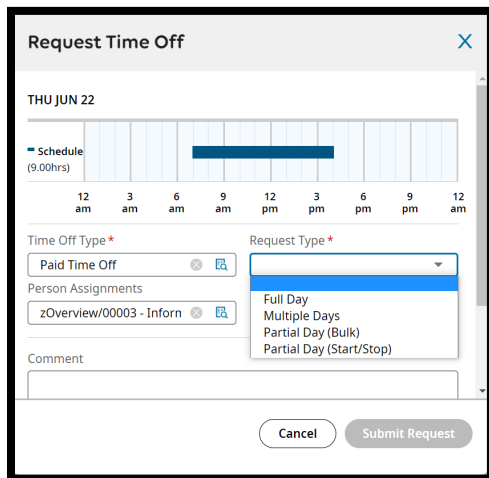 Request Time Off X
THU JUN 22
Schedule
(9.00hrs)
12 3 6 9 12 3 6 9 12
am am am am pm pm pm pm am
Time Off Type * Request Type *
Paid Time Off
Person Assignments
Full Day
zOverview/00003 - Inforn
Multiple Days
Partial Day (Bulk)
Partial Day (Start/Stop)
Comment
Cancel Submit Request